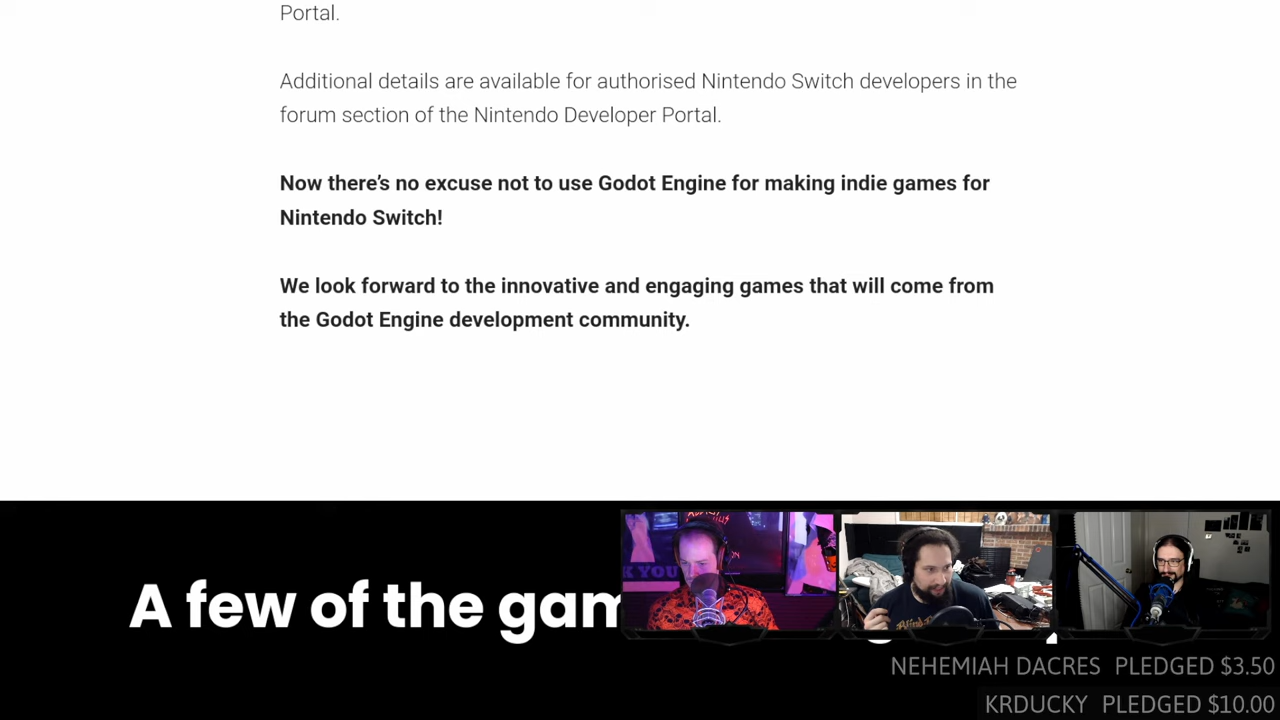 Portal.
Additional details are available for authorised Nintendo Switch developers in the
forum section of the Nintendo Developer Portal.
Now there’s no excuse not to use Godot Engine for making indie games for
Nintendo Switch!
We look forward to the innovative and engaging games that will come from
the Godot Engine development community.
A few of the gam
K YOU
NEHEMIAH DACRES PLEDGED $3.50
KRDUCKY PLEDGED $10.00